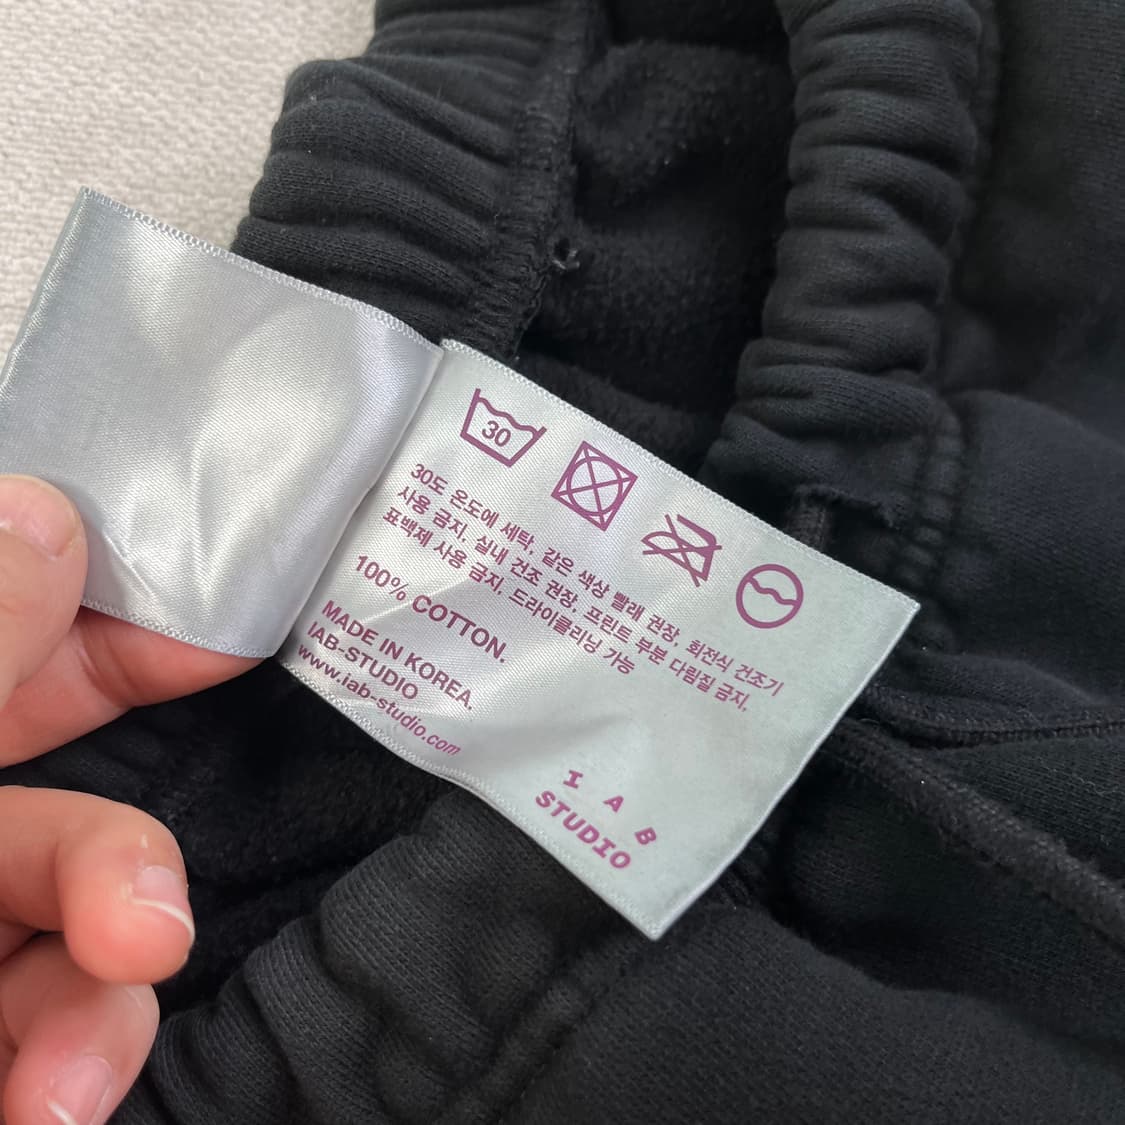 30
30도 온도에 세탁, 같은 색상 빨래 권장, 회전식 건조기
사용 금지, 실내 건조 권장, 프린트 부분 다림질 금지,
표백제 사용 금지, 드라이클리닝 가능
100% COTTON.
MADE IN KOREA.
IAB-STUDIO
www.iab-studio.com
I A B
STUDIO